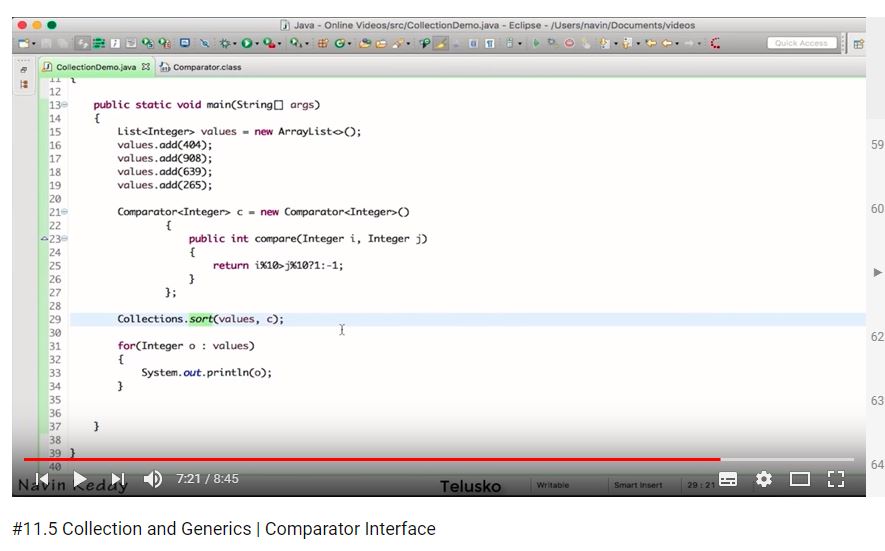 Java - Online Videos/src/CollectionDemo.java - Eclipse - /Users/navin/Documents/videos
Quick Access
CollectionDemo.java Comparator.class
11 {
12
13 public static void main(String[] args)
14 {
15 List<Integer> values = new ArrayList<>();
16 values.add(404);
17 values.add(908);
18 values.add(639);
19 values.add(265);
20
21 Comparator<Integer> c = new Comparator<Integer>()
22 {
23 public int compare(Integer i, Integer j)
24 {
25 return i%10>j%10?1:-1;
26 }
27 };
28
29 Collections.sort(values, c);
30
31 for(Integer o : values)
32 {
33 System.out.println(o);
34 }
35
36
37 }
38
39 }
40
59
60
62
63
64
7:21 / 8:45
Navin Reddy
Telusko
Writable
Smart Insert
29 : 21
#11.5 Collection and Generics | Comparator Interface